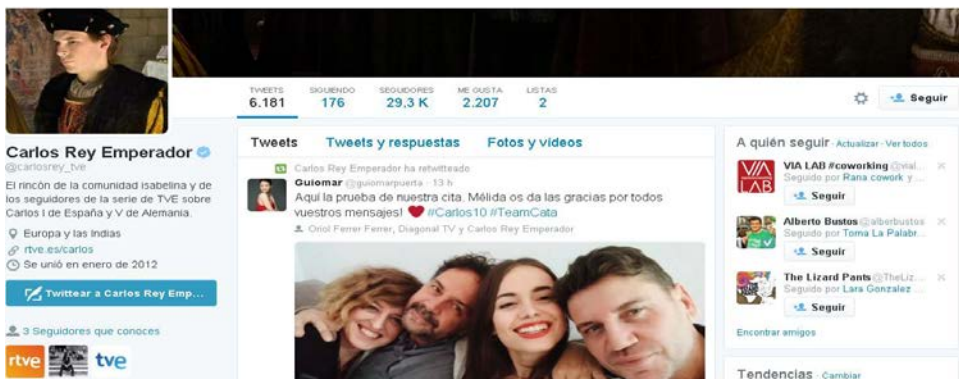 TWEETS SIGUIENDO SEGUIDORES ME GUSTA LISTAS
6.181 176 29,3 K 2.207 2
Seguir
Carlos Rey Emperador
@carlosrey_tve
El rincón de la comunidad isabelina y de
los seguidores de la serie de TVE sobre
Carlos I de España y V de Alemania.
Europa y las Indias
rtve.es/carlos
Se unió en enero de 2012
Twittear a Carlos Rey Emp...
3 Seguidores que conoces
rtve tve
Tweets Tweets y respuestas Fotos y vídeos
Carlos Rey Emperador ha retwitteado
Guiomar @guiomarpuerta · 13 h
Aquí la prueba de nuestra cita. Mélida os da las gracias por todos
vuestros mensajes! ❤ #Carlos10 #TeamCata
Oriol Ferrer Ferrer, Diagonal TV y Carlos Rey Emperador
A quién seguir · Actualizar · Ver todos
VIA LAB
VIA LAB #coworking @vial...
Seguido por Rana cowork y ...
Seguir
Alberto Bustos @alberbustos
Seguido por Toma La Palabr...
Seguir
The Lizard Pants @TheLiz...
Seguido por Lara Gonzalez ...
Seguir
Encontrar amigos
Tendencias · Cambiar